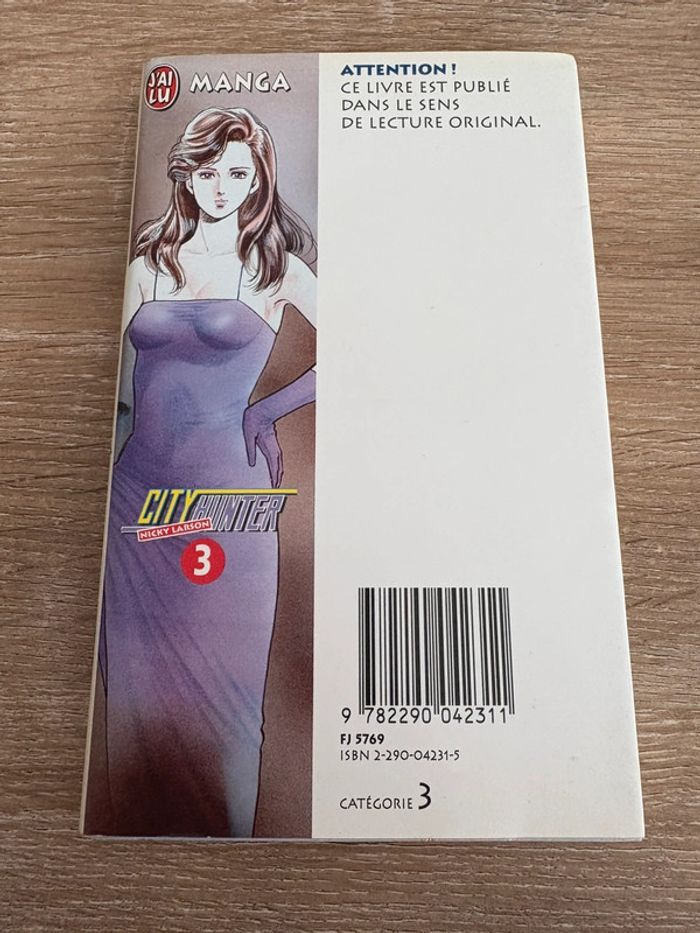 J'AI
LU
MANGA
ATTENTION !
CE LIVRE EST PUBLIÉ
DANS LE SENS
DE LECTURE ORIGINAL.
CITY HUNTER
NICKY LARSON
3
9 782290 042311
FJ 5769
ISBN 2-290-04231-5
CATÉGORIE 3